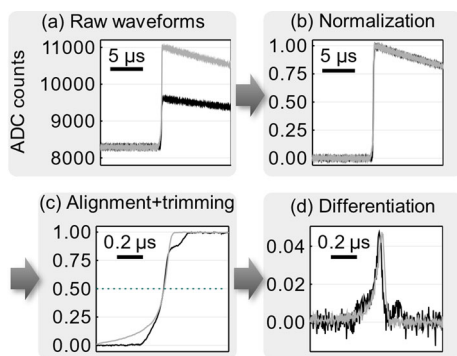 (a) Raw waveforms
11000
10000
9000
8000
ADC counts
5 μs
(b) Normalization
1.00
0.75
0.50
0.25
0.00
5 μs
(c) Alignment+trimming
1.00
0.75
0.50
0.25
0.00
0.2 μs
(d) Differentiation
0.04
0.02
0.00
0.2 μs